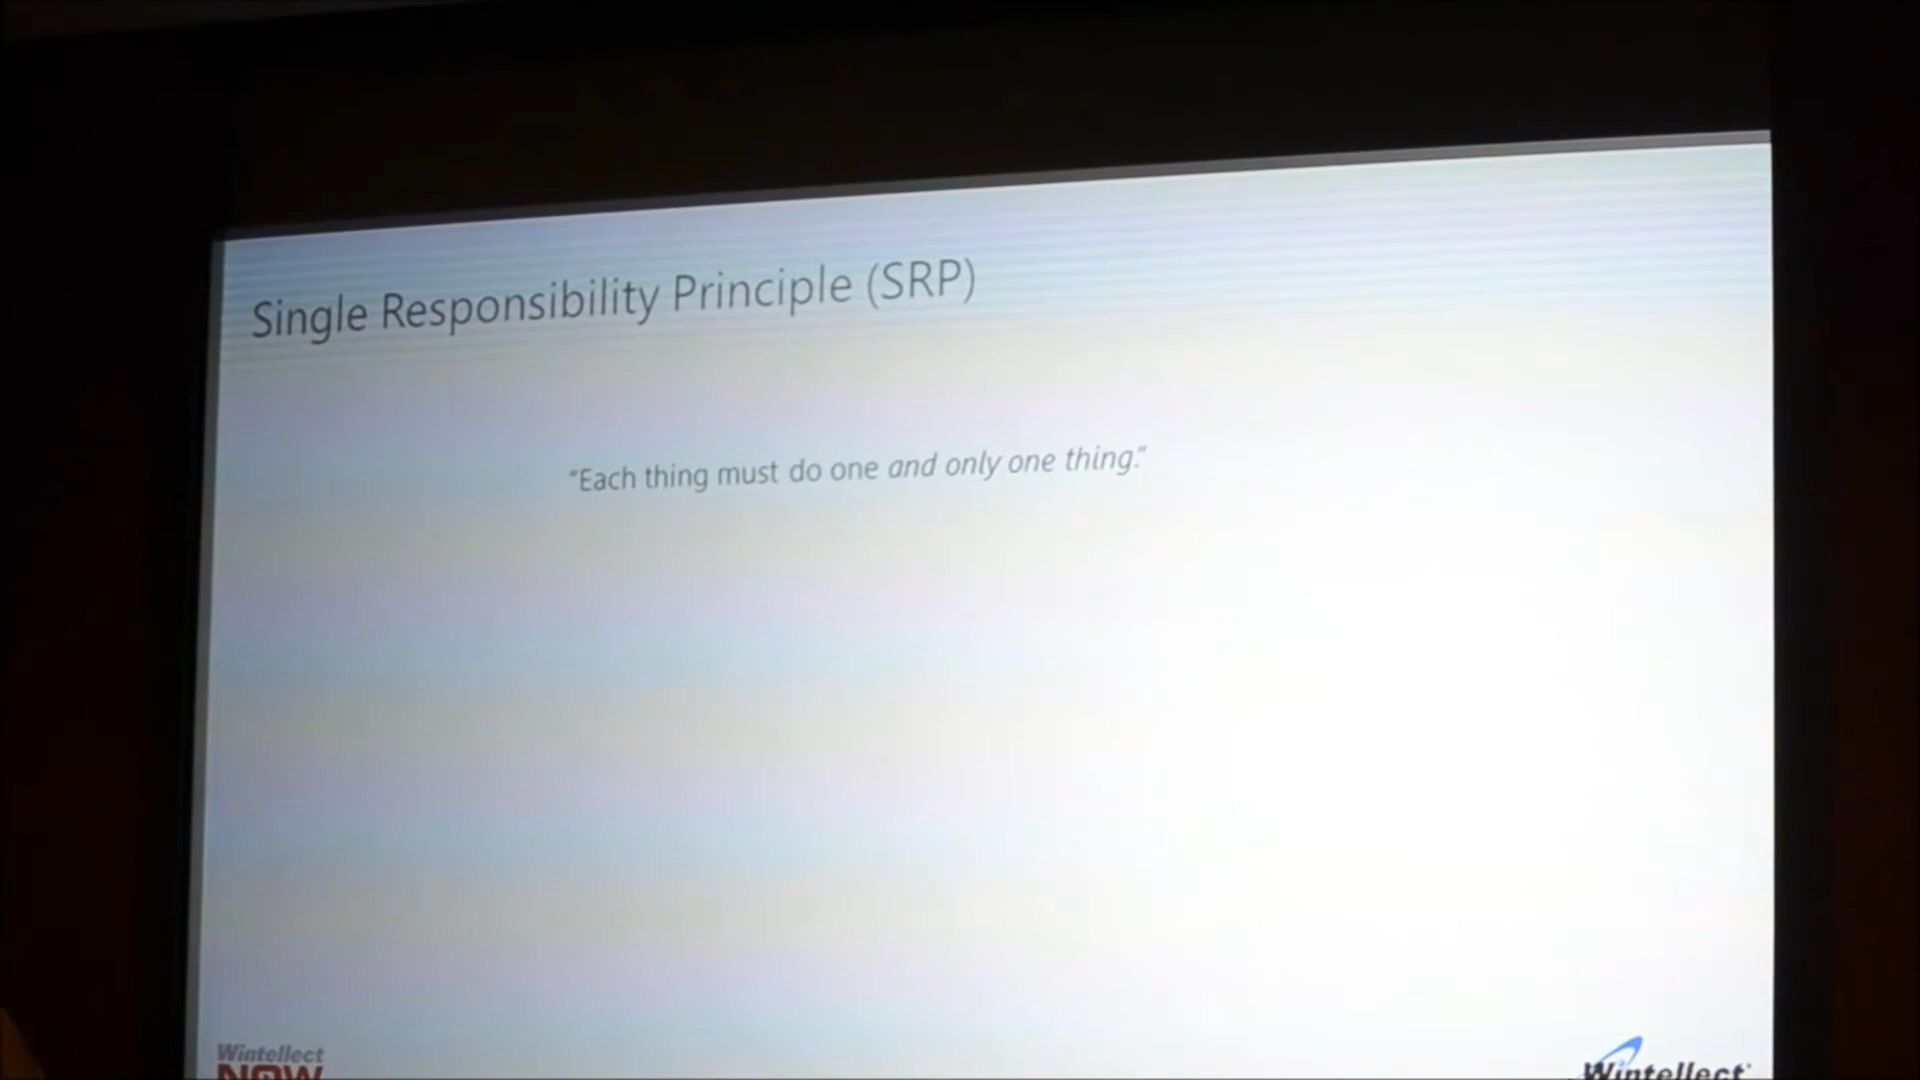 Single Responsibility Principle (SRP)
"Each thing must do one and only one thing."
Wintellect
NOW
Wintellect